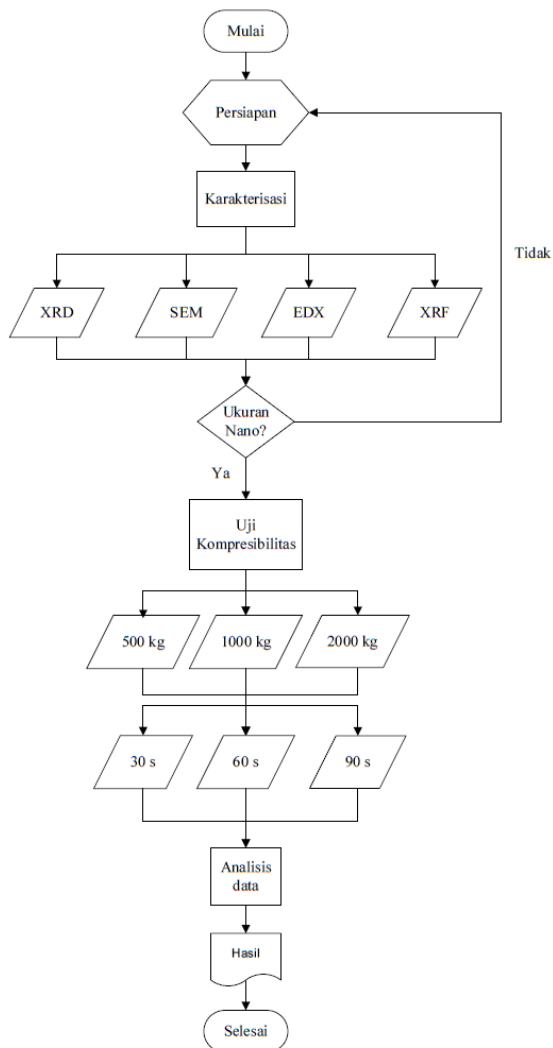 Mulai
Persiapan
Karakterisasi
Tidak
XRD
SEM
EDX
XRF
Ukuran
Nano?
Ya
Uji
Kompresibilitas
500 kg
1000 kg
2000 kg
30 s
60 s
90 s
Analisis
data
Hasil
Selesai